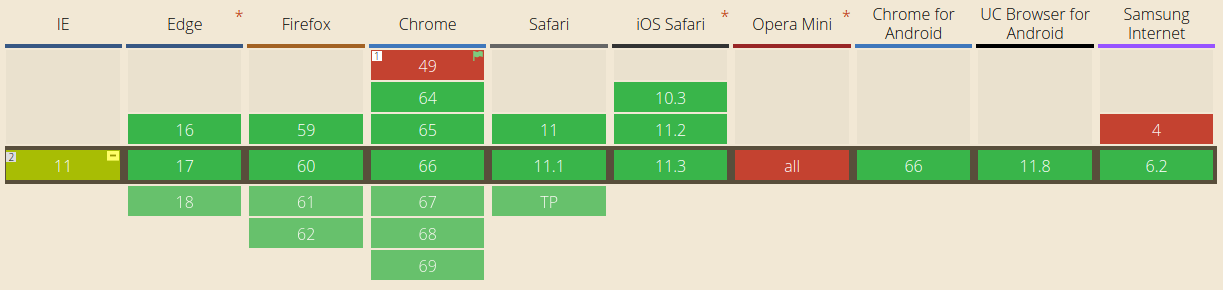 IE Edge * Firefox Chrome Safari iOS Safari * Opera Mini * Chrome for Android UC Browser for Android Samsung Internet
1 49
64 10.3
16 59 65 11 11.2 4
2 11 - 17 60 66 11.1 11.3 all 66 11.8 6.2
18 61 67 TP
62 68
69